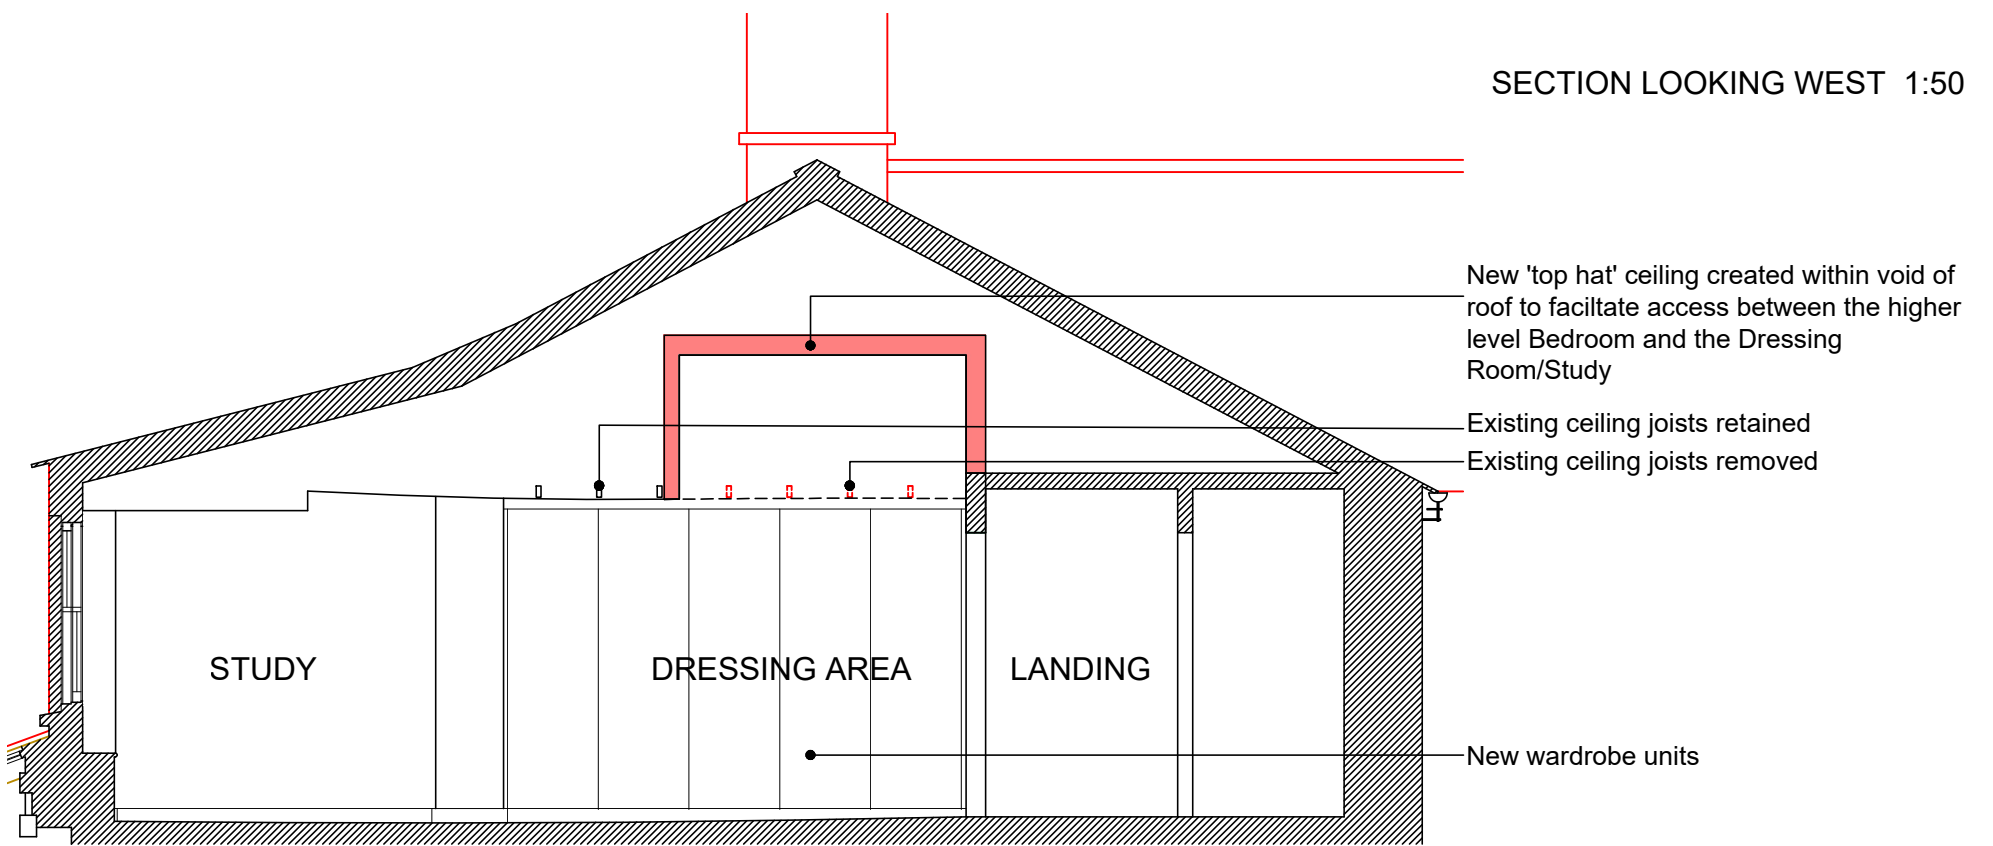 SECTION LOOKING WEST 1:50
New 'top hat' ceiling created within void of
roof to faciltate access between the higher
level Bedroom and the Dressing
Room/Study
Existing ceiling joists retained
Existing ceiling joists removed
STUDY
DRESSING AREA
LANDING
New wardrobe units